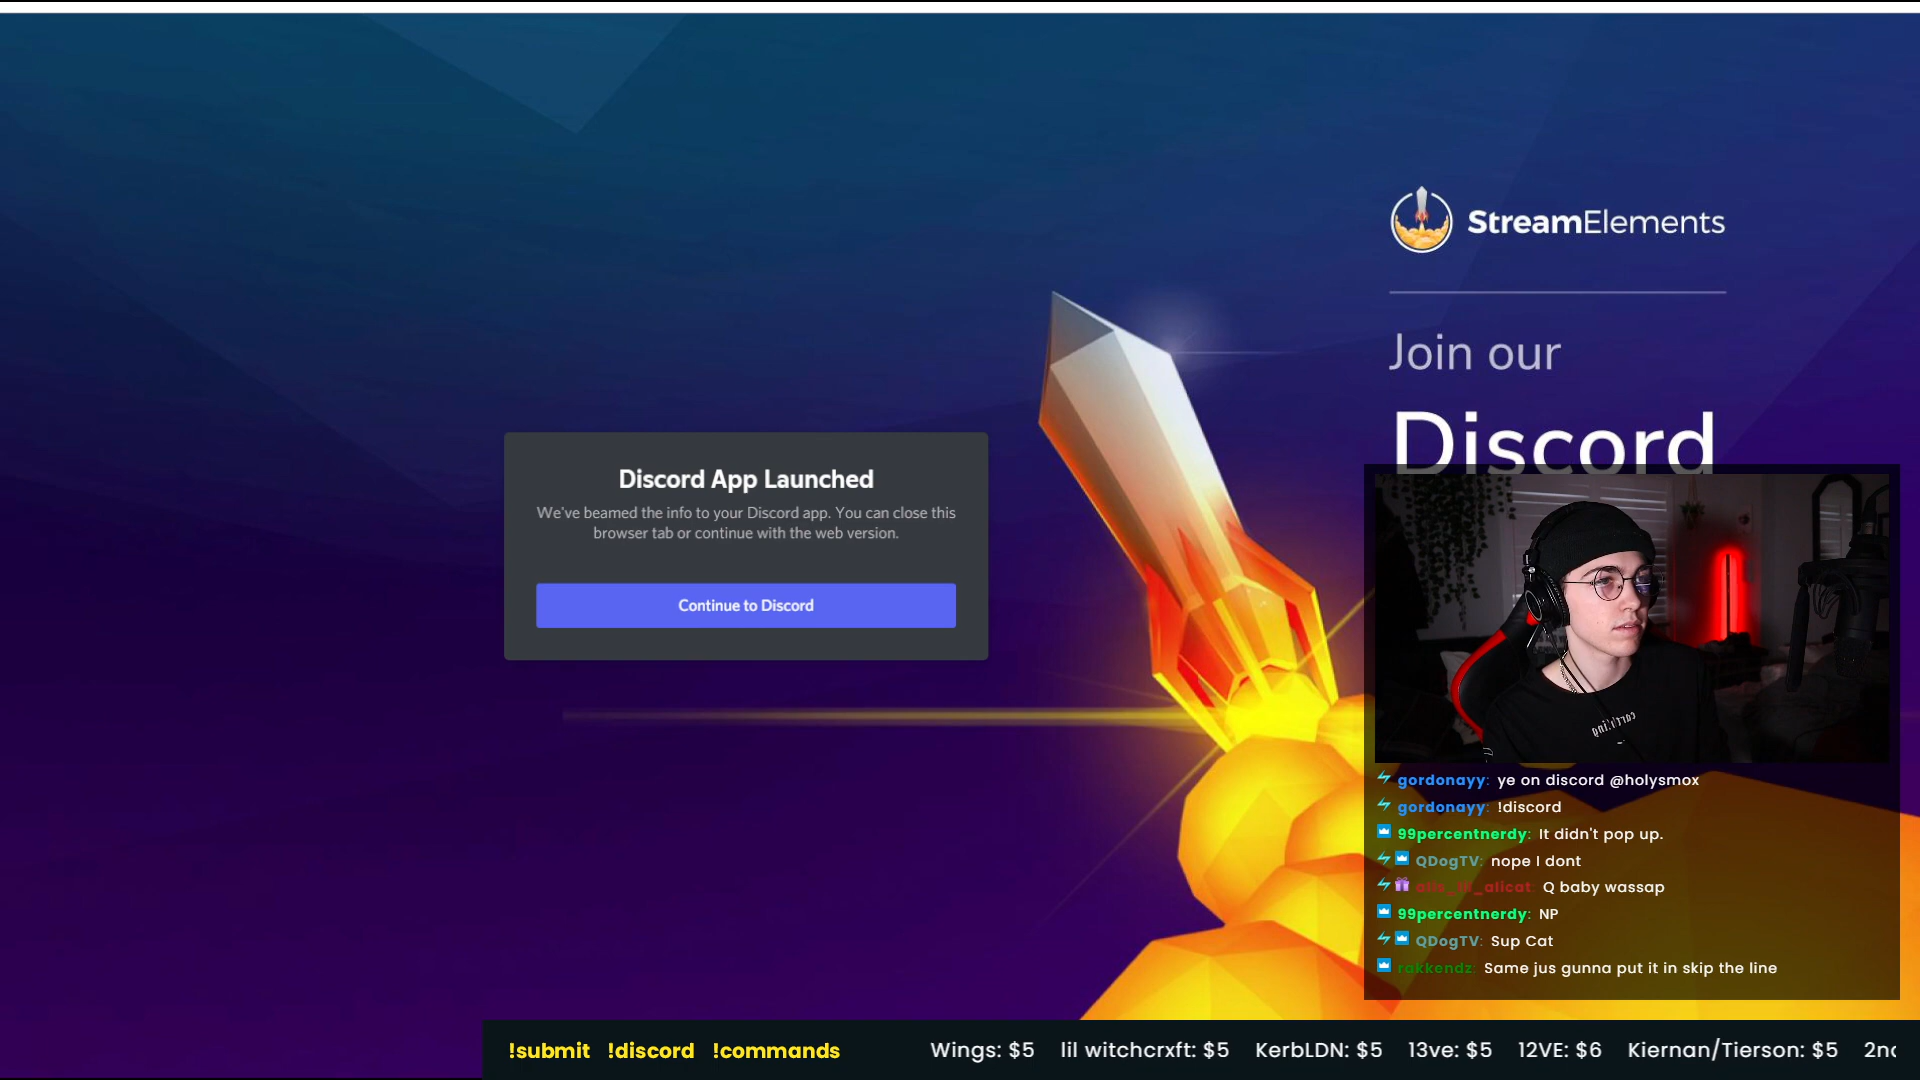 StreamElements
Join our
Discord
Discord App Launched
We've beamed the info to your Discord app. You can close this
browser tab or continue with the web version.
Continue to Discord
gordonayy: ye on discord @holysmox
gordonayy: !discord
99percentnerdy: It didn't pop up.
QDogTV: nope I dont
Q baby wassap
99percentnerdy: NP
QDogTV: Sup Cat
rakkendz: Same jus gunna put it in skip the line
!submit !discord !commands Wings: $5 lil witchcrxft: $5 KerbLDN: $5 13ve: $5 12VE: $6 Kiernan/Tierson: $5